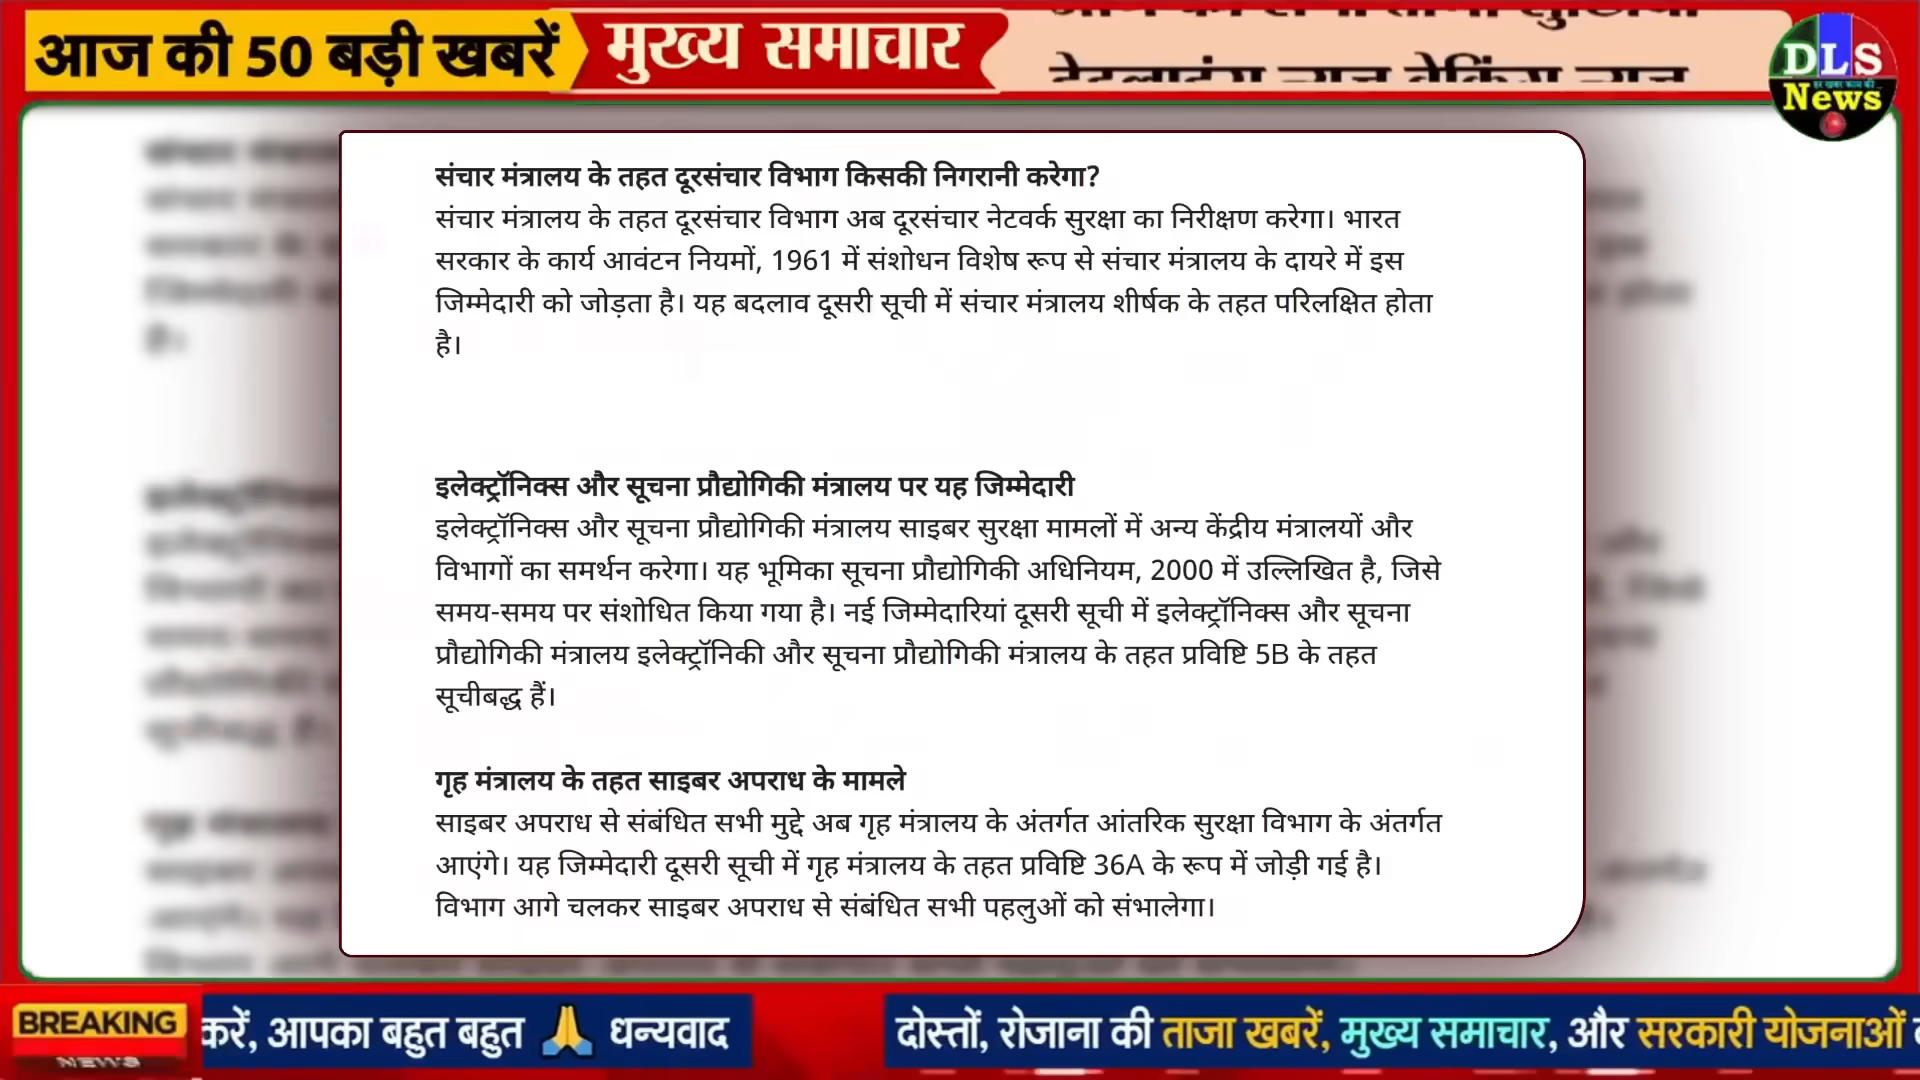 आज की 50 बड़ी खबरें
मुख्य समाचार
DLS
News
संचार मंत्रालय के तहत दूरसंचार विभाग किसकी निगरानी करेगा?
संचार मंत्रालय के तहत दूरसंचार विभाग अब दूरसंचार नेटवर्क सुरक्षा का निरीक्षण करेगा। भारत
सरकार के कार्य आवंटन नियमों, 1961 में संशोधन विशेष रूप से संचार मंत्रालय के दायरे में इस
जिम्मेदारी को जोड़ता है। यह बदलाव दूसरी सूची में संचार मंत्रालय शीर्षक के तहत परिलक्षित होता
है।
इलेक्ट्रॉनिक्स और सूचना प्रौद्योगिकी मंत्रालय पर यह जिम्मेदारी
इलेक्ट्रॉनिक्स और सूचना प्रौद्योगिकी मंत्रालय साइबर सुरक्षा मामलों में अन्य केंद्रीय मंत्रालयों और
विभागों का समर्थन करेगा। यह भूमिका सूचना प्रौद्योगिकी अधिनियम, 2000 में उल्लिखित है, जिसे
समय-समय पर संशोधित किया गया है। नई जिम्मेदारियां दूसरी सूची में इलेक्ट्रॉनिक्स और सूचना
प्रौद्योगिकी मंत्रालय इलेक्ट्रॉनिकी और सूचना प्रौद्योगिकी मंत्रालय के तहत प्रविष्टि 5B के तहत
सूचीबद्ध हैं।
गृह मंत्रालय के तहत साइबर अपराध के मामले
साइबर अपराध से संबंधित सभी मुद्दे अब गृह मंत्रालय के अंतर्गत आंतरिक सुरक्षा विभाग के अंतर्गत
आएंगे। यह जिम्मेदारी दूसरी सूची में गृह मंत्रालय के तहत प्रविष्टि 36A के रूप में जोड़ी गई है।
विभाग आगे चलकर साइबर अपराध से संबंधित सभी पहलुओं को संभालेगा।
BREAKING
NEWS
करें, आपका बहुत बहुत 🙏 धन्यवाद
दोस्तों, रोजाना की ताजा खबरें, मुख्य समाचार, और सरकारी योजनाओं